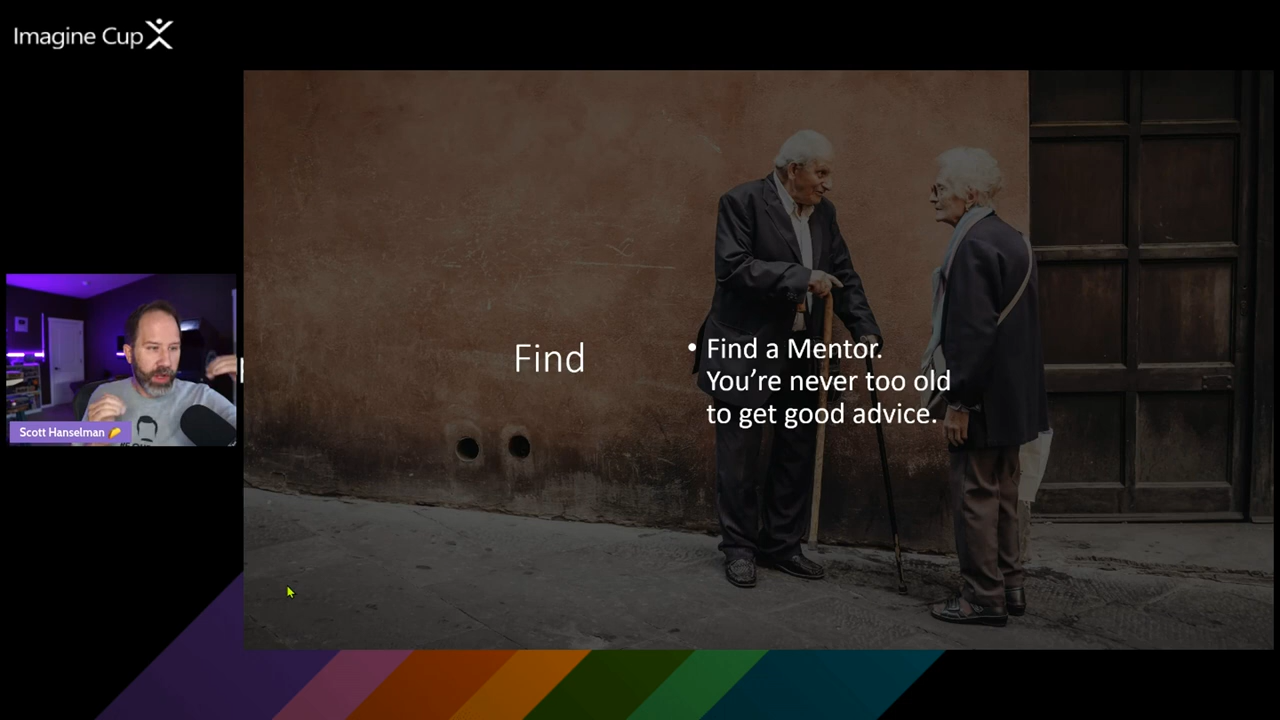 Imagine Cup
Find
• Find a Mentor.
You're never too old
to get good advice.
Scott Hanselman